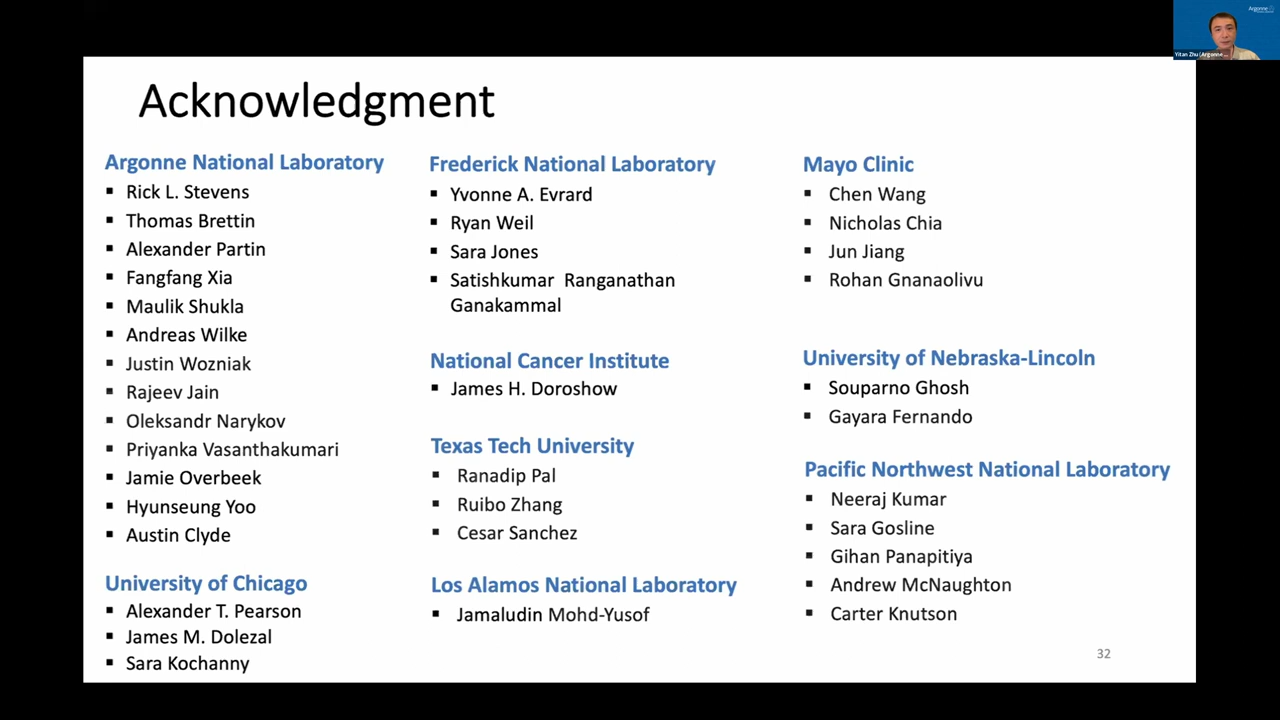 Acknowledgment
Argonne National Laboratory
Rick L. Stevens
Thomas Brettin
Alexander Partin
Fangfang Xia
Maulik Shukla
Andreas Wilke
Justin Wozniak
Rajeev Jain
Oleksandr Narykov
Priyanka Vasanthakumari
Jamie Overbeek
Hyunseung Yoo
Austin Clyde
University of Chicago
Alexander T. Pearson
James M. Dolezal
Sara Kochanny
Frederick National Laboratory
Yvonne A. Evrard
Ryan Weil
Sara Jones
Satishkumar Ranganathan
Ganakammal
National Cancer Institute
James H. Doroshow
Texas Tech University
Ranadip Pal
Ruibo Zhang
Cesar Sanchez
Los Alamos National Laboratory
Jamaludin Mohd-Yusof
Mayo Clinic
Chen Wang
Nicholas Chia
Jun Jiang
Rohan Gnanaolivu
University of Nebraska-Lincoln
Souparno Ghosh
Gayara Fernando
Pacific Northwest National Laboratory
Neeraj Kumar
Sara Gosline
Gihan Panapitiya
Andrew McNaughton
Carter Knutson
32
Argonne
Yitan Zhu (Argonne...